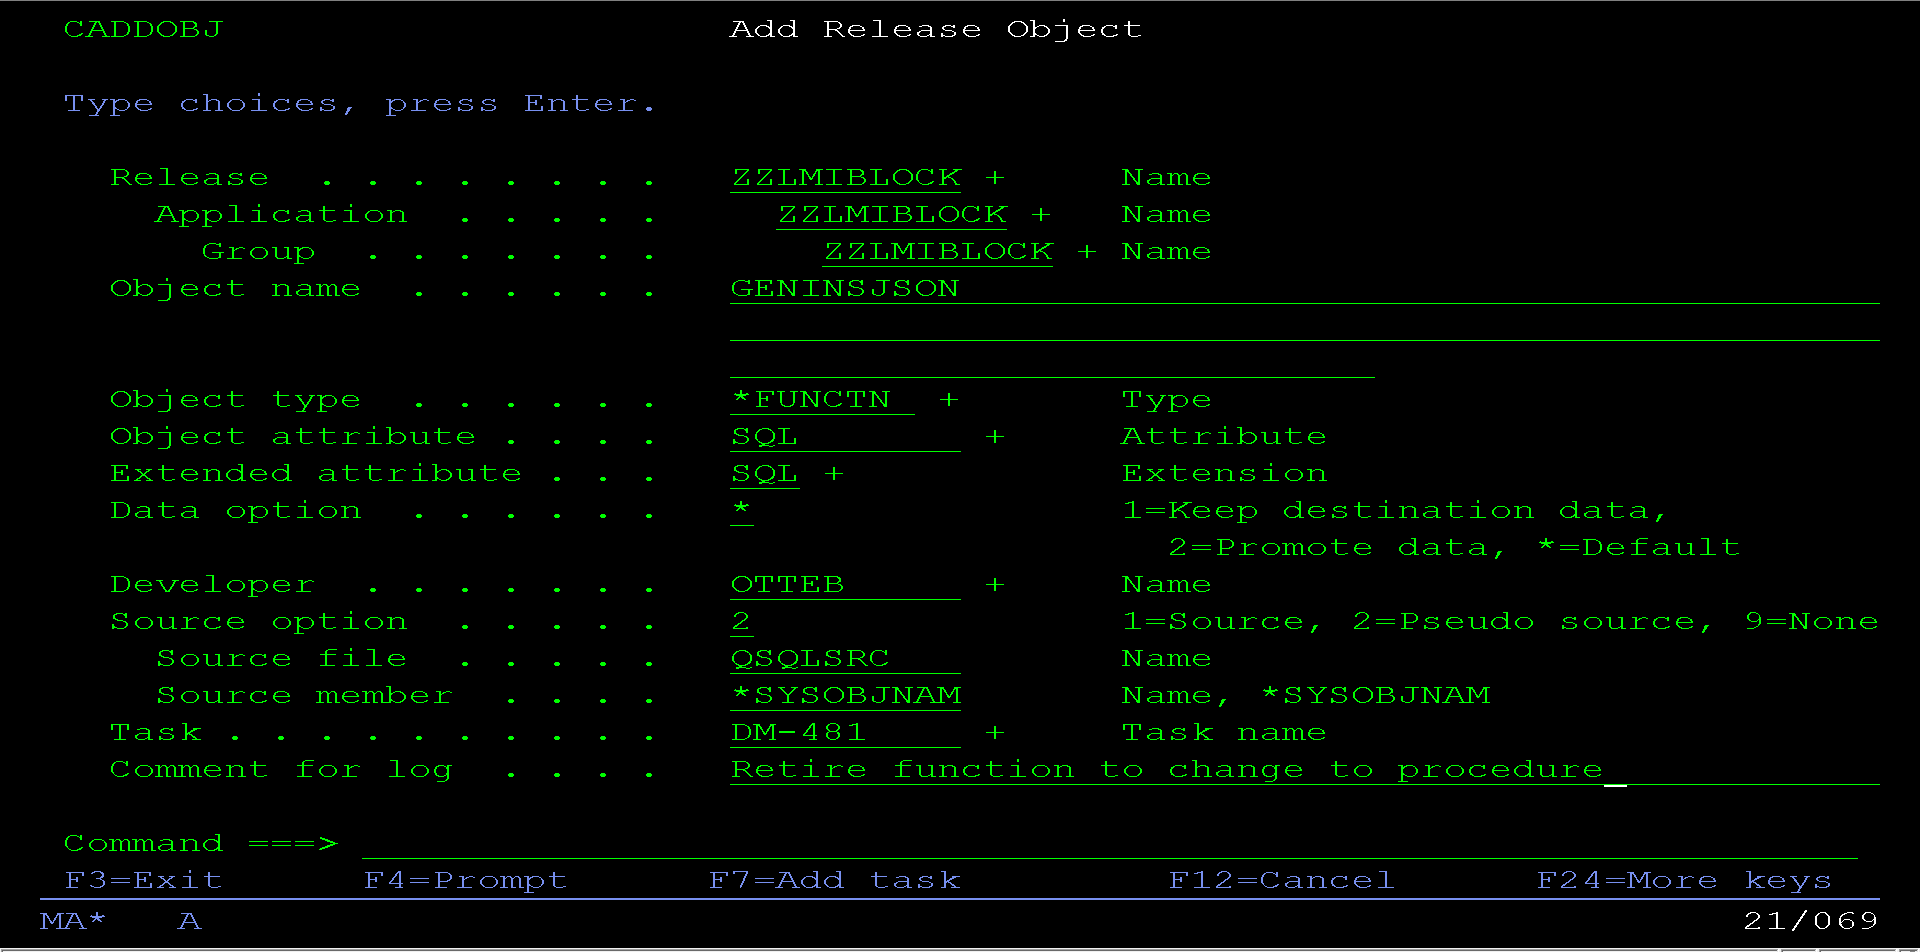 CADDOBJ Add Release Object
Type choices, press Enter.
Release . . . . . . . . ZZLMIBLOCK + Name
Application . . . . . ZZLMIBLOCK + Name
Group . . . . . . . ZZLMIBLOCK + Name
Object name . . . . . . GENINSJSON
Object type . . . . . . *FUNCTN + Type
Object attribute . . . . SQL + Attribute
Extended attribute . . . SQL + Extension
Data option . . . . . . * 1=Keep destination data,
2=Promote data, *=Default
Developer . . . . . . . OTTEB + Name
Source option . . . . . 2 1=Source, 2=Pseudo source, 9=None
Source file . . . . . QSQLSRC Name
Source member . . . . *SYSOBJNAM Name, *SYSOBJNAM
Task . . . . . . . . . . DM-481 + Task name
Comment for log . . . . Retire function to change to procedure
Command ===>
F3=Exit F4=Prompt F7=Add task F12=Cancel F24=More keys
MA* A 21/069